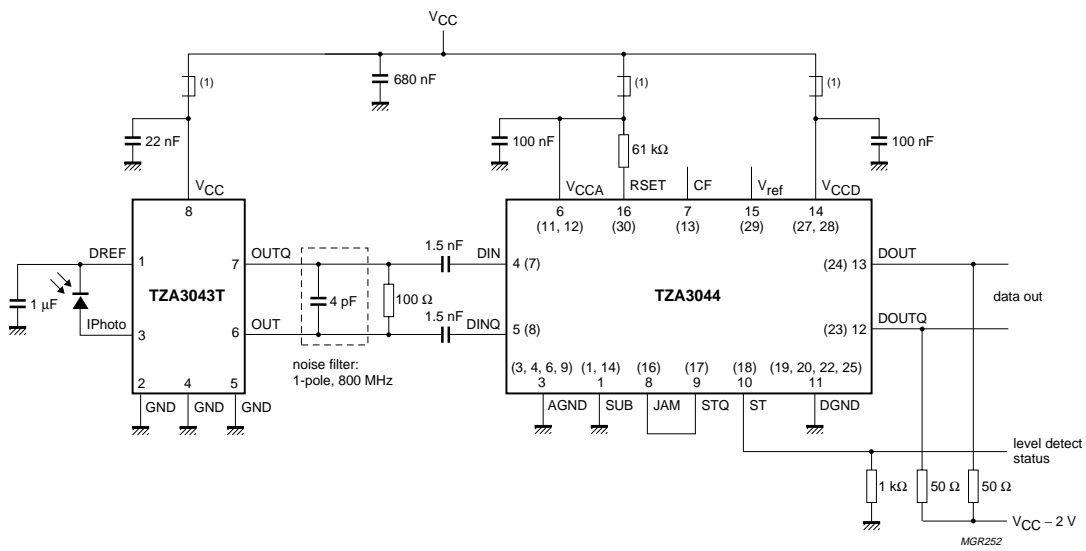 VCC
(1)
(1)
(1)
680 nF
22 nF
100 nF
61 kΩ
100 nF
VCC
VCCA
RSET
CF
Vref
VCCD
8
6
16
7
15
14
(11, 12)
(30)
(13)
(29)
(27, 28)
DREF
1
OUTQ
7
1.5 nF
DIN
4 (7)
(24) 13
DOUT
1 µF
TZA3043T
4 pF
100 Ω
TZA3044
data out
IPhoto
3
OUT
6
1.5 nF
DINQ
5 (8)
(23) 12
DOUTQ
noise filter:
1-pole, 800 MHz
(3, 4, 6, 9)
(1, 14)
(16)
(17)
(18)
(19, 20, 22, 25)
2
4
5
3
1
8
9
10
11
GND
GND
GND
AGND
SUB
JAM
STQ
ST
DGND
level detect
status
1 kΩ
50 Ω
50 Ω
VCC − 2 V
MGR252